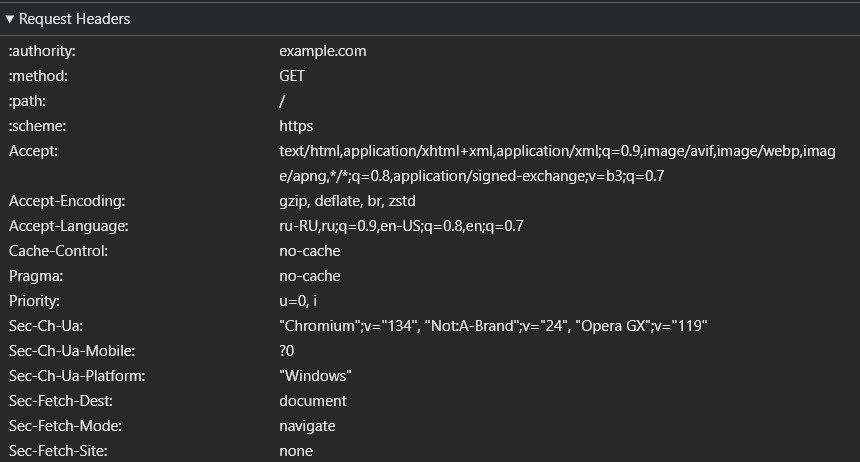 Request Headers
:authority: example.com
:method: GET
:path: /
:scheme: https
Accept: text/html,application/xhtml+xml,application/xml;q=0.9,image/avif,image/webp,imag
e/apng,*/*;q=0.8,application/signed-exchange;v=b3;q=0.7
Accept-Encoding: gzip, deflate, br, zstd
Accept-Language: ru-RU,ru;q=0.9,en-US;q=0.8,en;q=0.7
Cache-Control: no-cache
Pragma: no-cache
Priority: u=0, i
Sec-Ch-Ua: "Chromium";v="134", "Not:A-Brand";v="24", "Opera GX";v="119"
Sec-Ch-Ua-Mobile: ?0
Sec-Ch-Ua-Platform: "Windows"
Sec-Fetch-Dest: document
Sec-Fetch-Mode: navigate
Sec-Fetch-Site: none